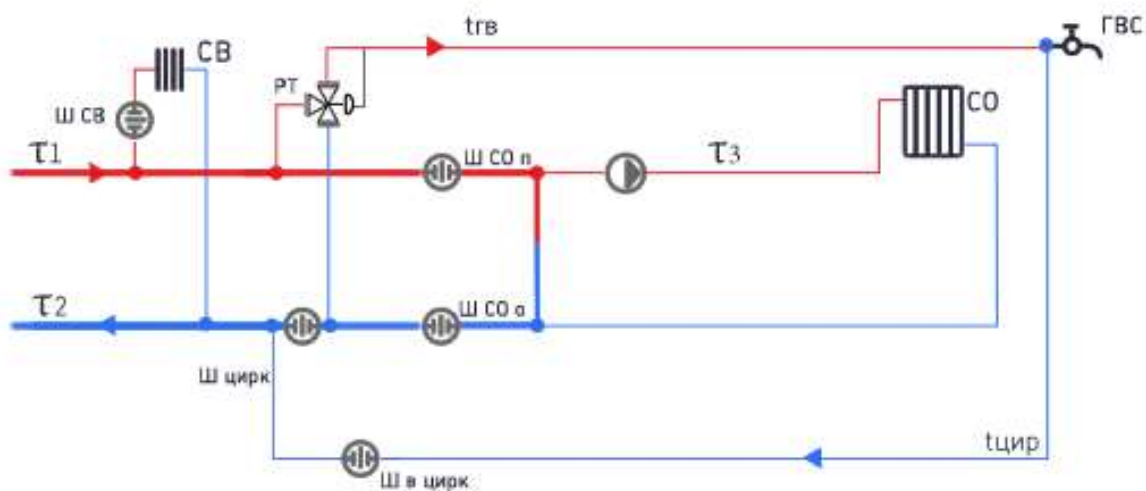 tгв
ГВС
СВ
РТ
СО
Ш СВ
τ1
Ш СО п
τ3
τ2
Ш СО о
Ш цирк
tцир
Ш в цирк